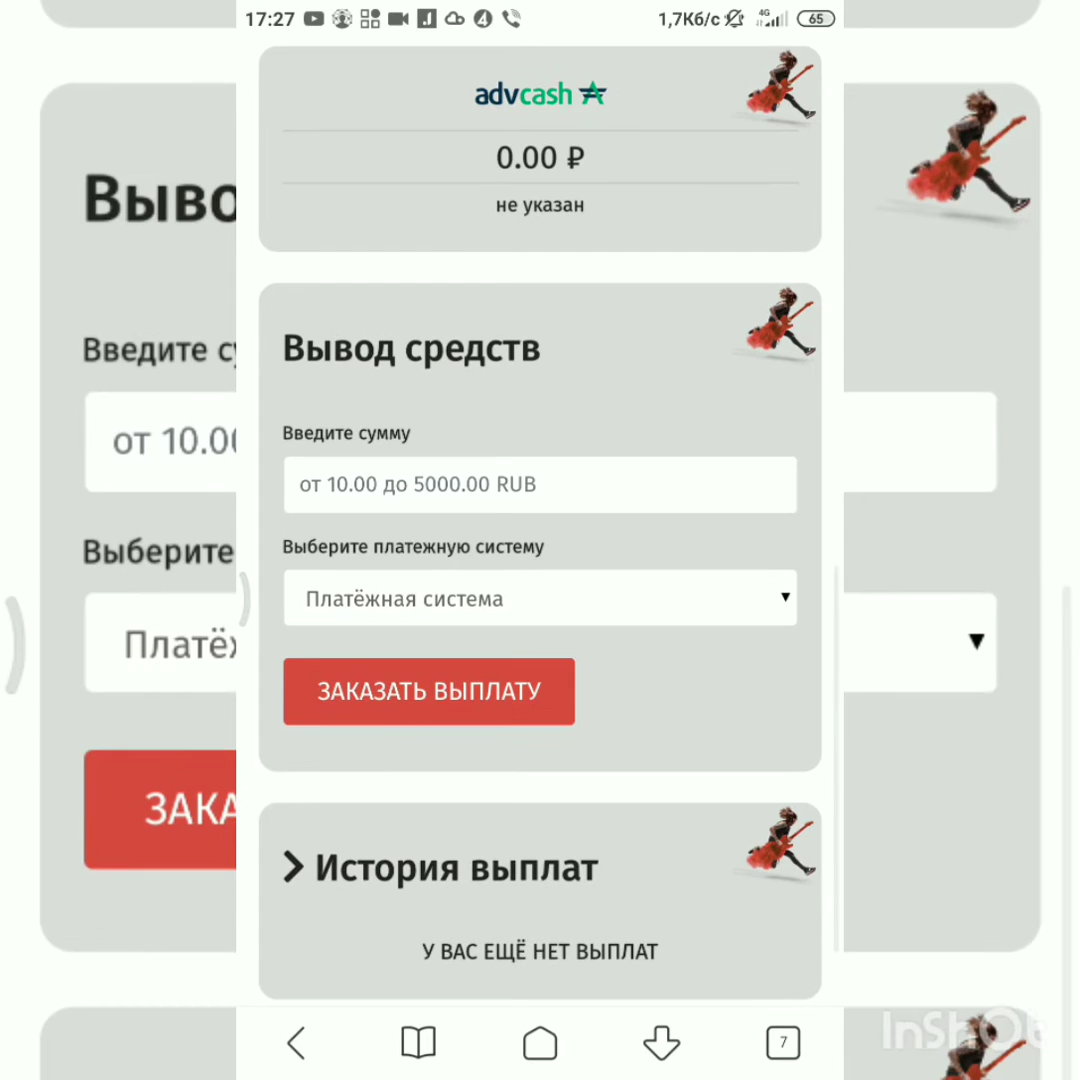 17:27
1,7Кб/с 4G 65
advcash
0.00 ₽
не указан
Вывод средств
Введите сумму
от 10.00 до 5000.00 RUB
Выберите платежную систему
Платёжная система
ЗАКАЗАТЬ ВЫПЛАТУ
История выплат
У ВАС ЕЩЁ НЕТ ВЫПЛАТ
7
InShOt